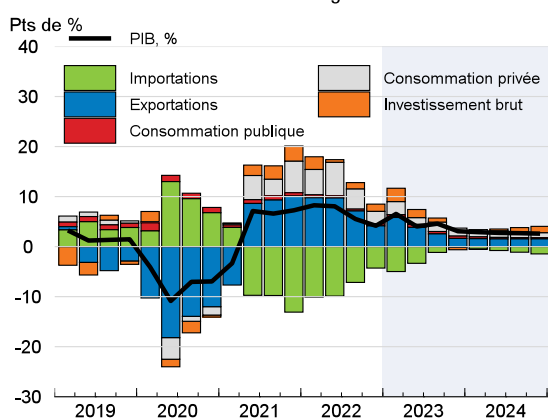 Pts de %
40
PIB, %
30
Importations
Consommation privée
Exportations
Investissement brut
Consommation publique
20
10
0
-10
-20
-30
2019 2020 2021 2022 2023 2024